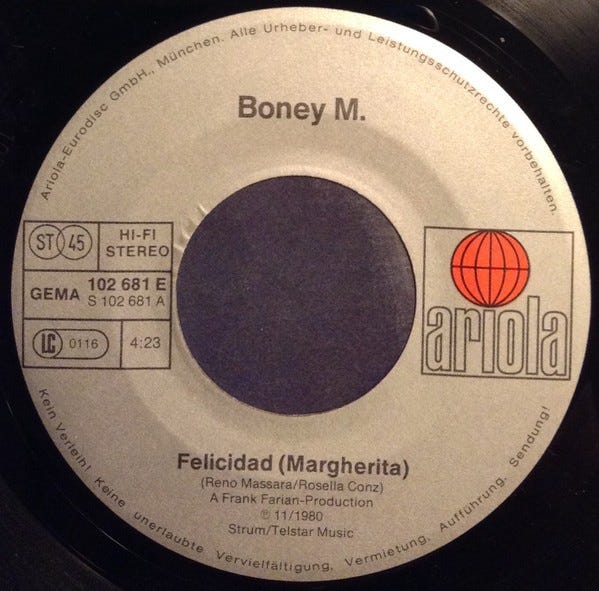 Ariola-Eurodisc GmbH., München. Alle Urheber- und Leistungsschutzrechte vorbehalten.
Boney M.
ST 45
HI-FI
STEREO
GEMA
102 681 E
S 102 681 A
LC 0116
4:23
ariola
Felicidad (Margherita)
(Reno Massara/Rosella Conz)
A Frank Farian-Production
℗ 11/1980
Strum/Telstar Music
Kein Verleih! Keine unerlaubte Vervielfältigung, Vermietung, Aufführung, Sendung!